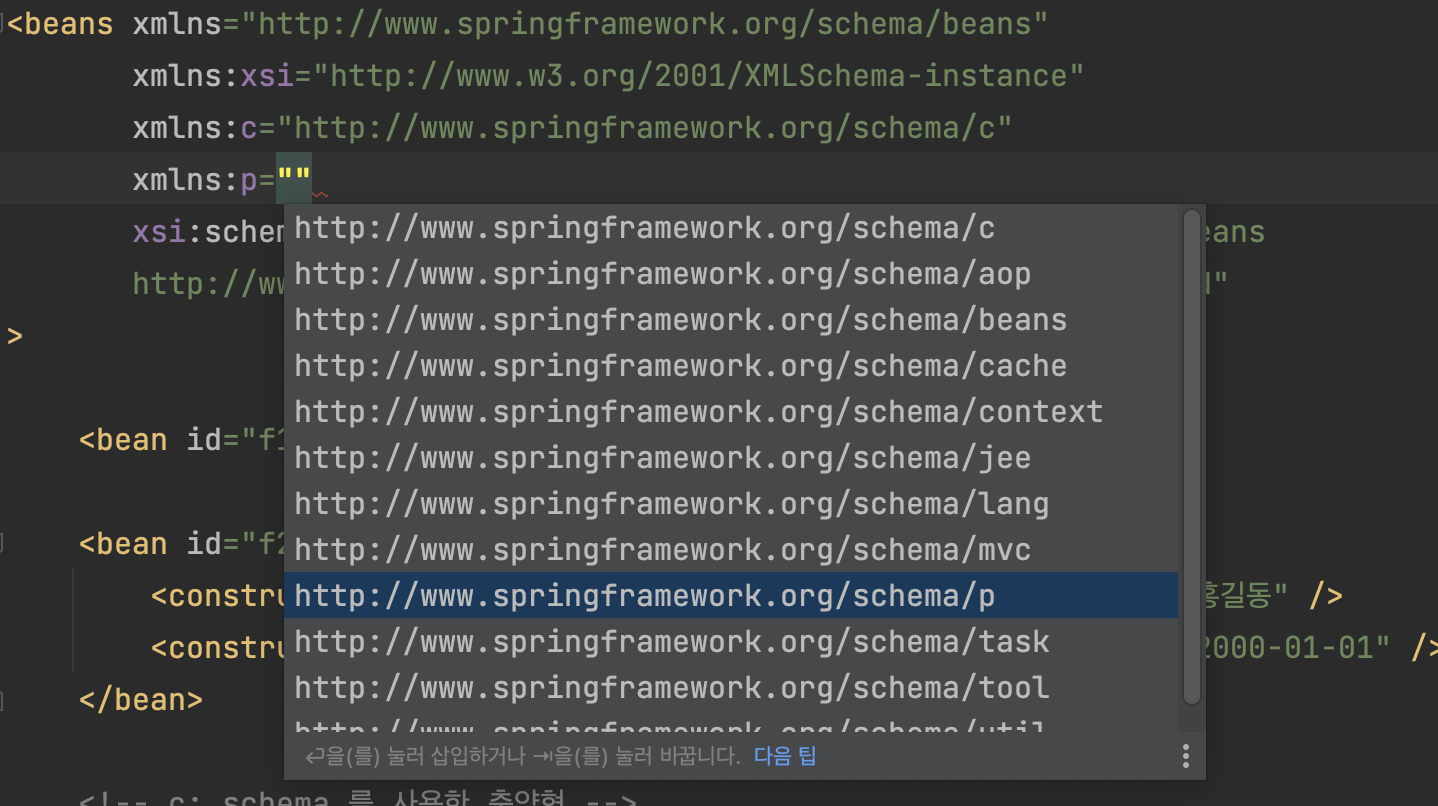 <beans xmlns="http://www.springframework.org/schema/beans"
xmlns:xsi="http://www.w3.org/2001/XMLSchema-instance"
xmlns:c="http://www.springframework.org/schema/c"
xmlns:p=""
xsi:schem
eans
http://ww
d"
>
http://www.springframework.org/schema/c
http://www.springframework.org/schema/aop
http://www.springframework.org/schema/beans
http://www.springframework.org/schema/cache
http://www.springframework.org/schema/context
http://www.springframework.org/schema/jee
http://www.springframework.org/schema/lang
http://www.springframework.org/schema/mvc
http://www.springframework.org/schema/p
http://www.springframework.org/schema/task
http://www.springframework.org/schema/tool
http://www.springframework.org/schema/util
⏎을(를) 눌러 삽입하거나 ⇥을(를) 눌러 바꿉니다. 다음 팁
<bean id="f1
<bean id="f2
<constru 홍길동" />
<constru 2000-01-01" />
</bean>
<!-- c: schema 를 사용한 축약형 -->